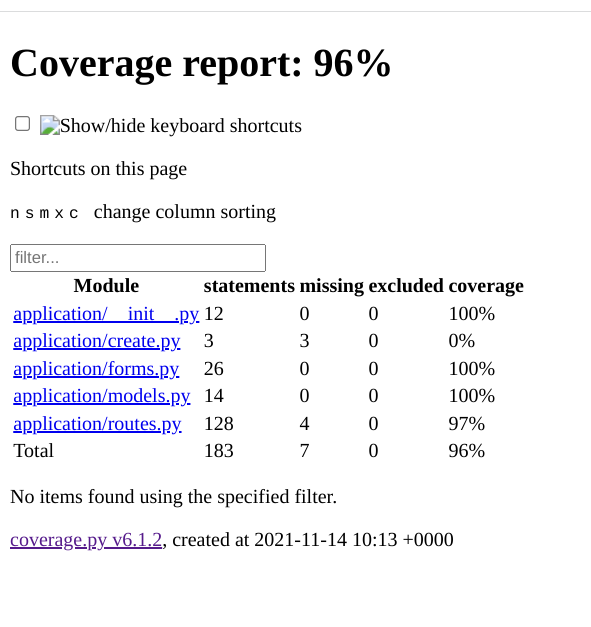 Coverage report: 96%
Show/hide keyboard shortcuts
Shortcuts on this page
n s m x c change column sorting
filter...
Module statements missing excluded coverage
application/__init__.py 12 0 0 100%
application/create.py 3 3 0 0%
application/forms.py 26 0 0 100%
application/models.py 14 0 0 100%
application/routes.py 128 4 0 97%
Total 183 7 0 96%
No items found using the specified filter.
coverage.py v6.1.2, created at 2021-11-14 10:13 +0000